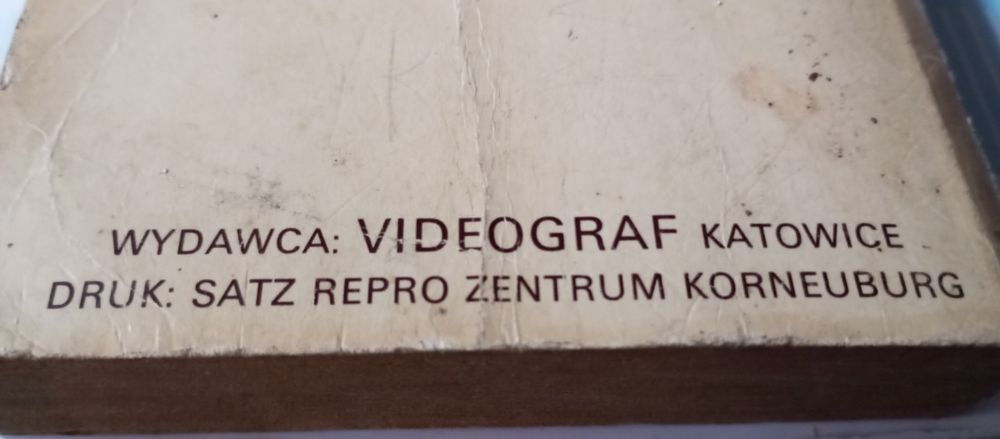 WYDAWCA: VIDEOGRAF KATOWICE
DRUK: SATZ REPRO ZENTRUM KORNEUBURG